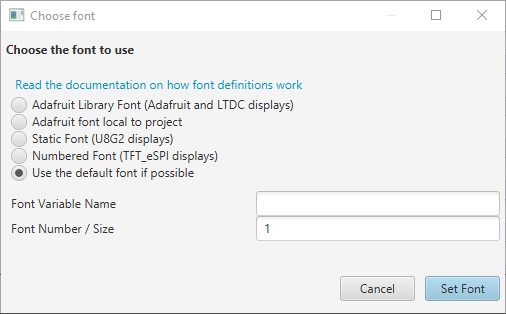 Choose font
Choose the font to use
Read the documentation on how font definitions work
Adafruit Library Font (Adafruit and LTDC displays)
Adafruit font local to project
Static Font (U8G2 displays)
Numbered Font (TFT_eSPI displays)
Use the default font if possible
Font Variable Name
Font Number / Size 1
Cancel Set Font